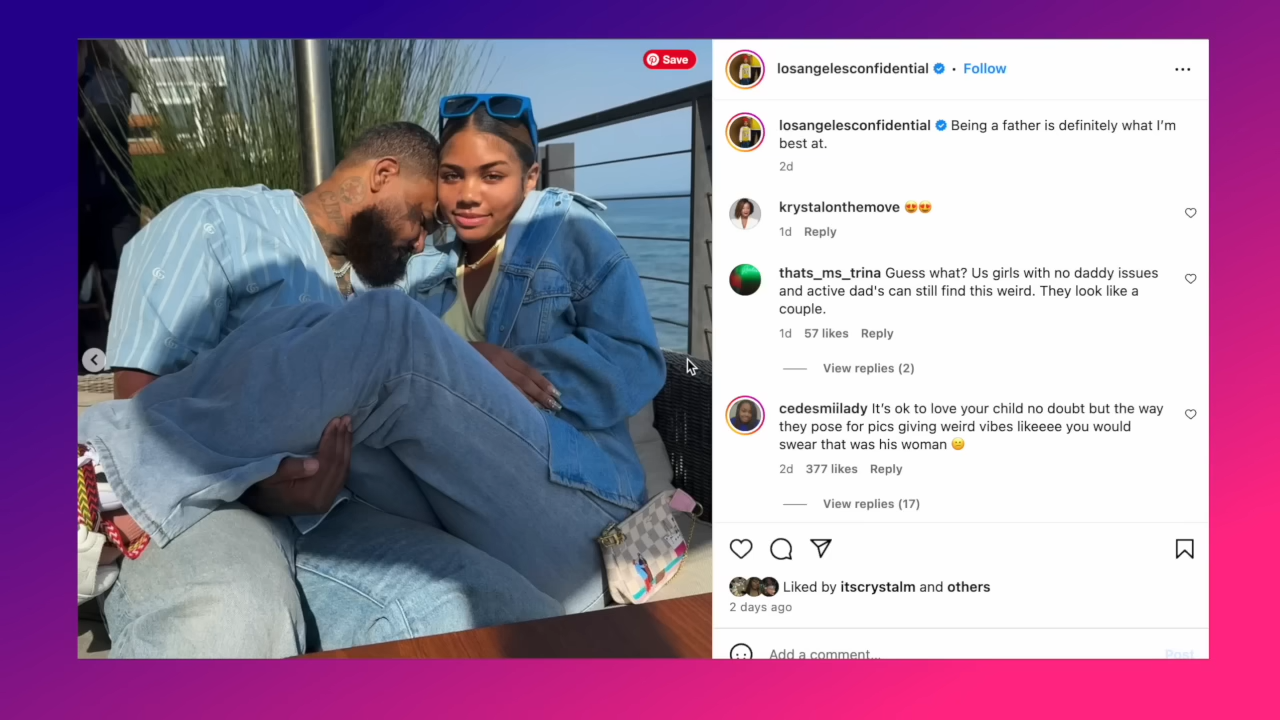 Save
losangelesconfidential · Follow
losangelesconfidential Being a father is definitely what I'm
best at.
2d
krystalonthemove 😍😍
1d Reply
thats_ms_trina Guess what? Us girls with no daddy issues
and active dad's can still find this weird. They look like a
couple.
1d 57 likes Reply
View replies (2)
cedesmiilady It's ok to love your child no doubt but the way
they pose for pics giving weird vibes likeeee you would
swear that was his woman 😐
2d 377 likes Reply
View replies (17)
Liked by itscrystalm and others
2 days ago
Add a comment...
Post